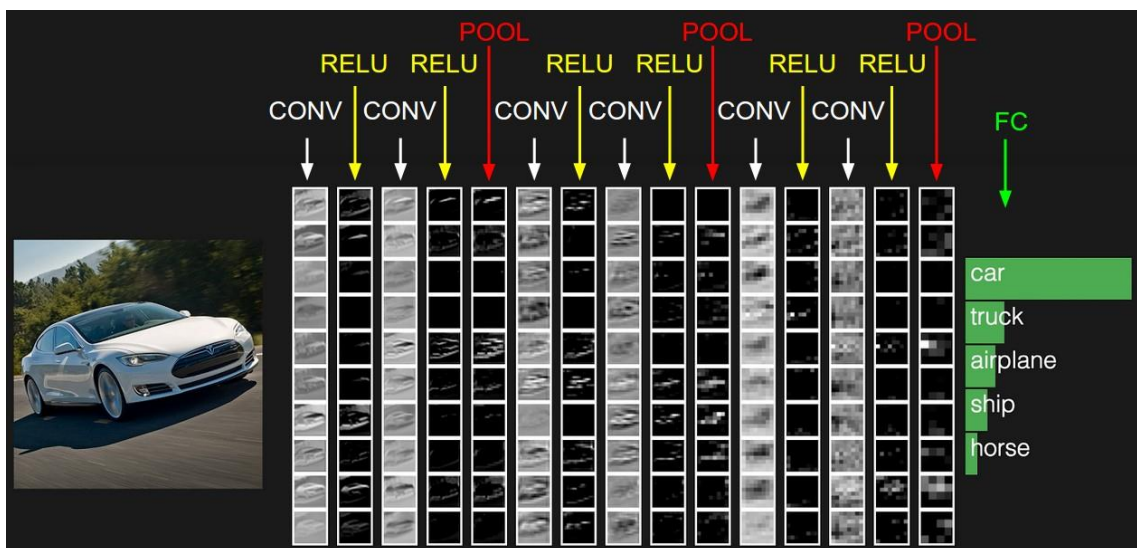 POOL POOL POOL
RELU RELU RELU RELU RELU RELU
CONV CONV CONV CONV CONV CONV
FC
car
truck
airplane
ship
horse